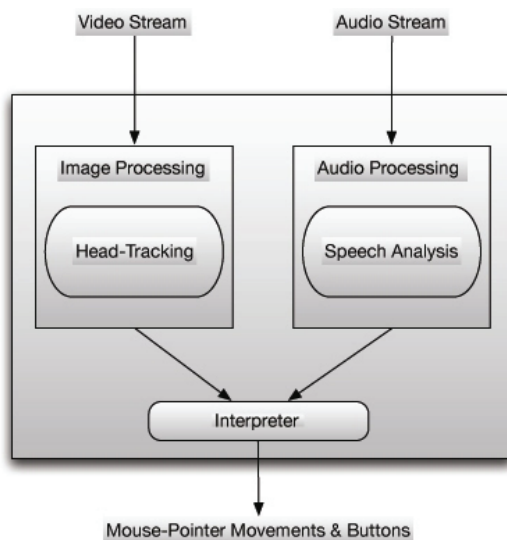 Video Stream
Audio Stream
Image Processing
Audio Processing
Head-Tracking
Speech Analysis
Interpreter
Mouse-Pointer Movements & Buttons